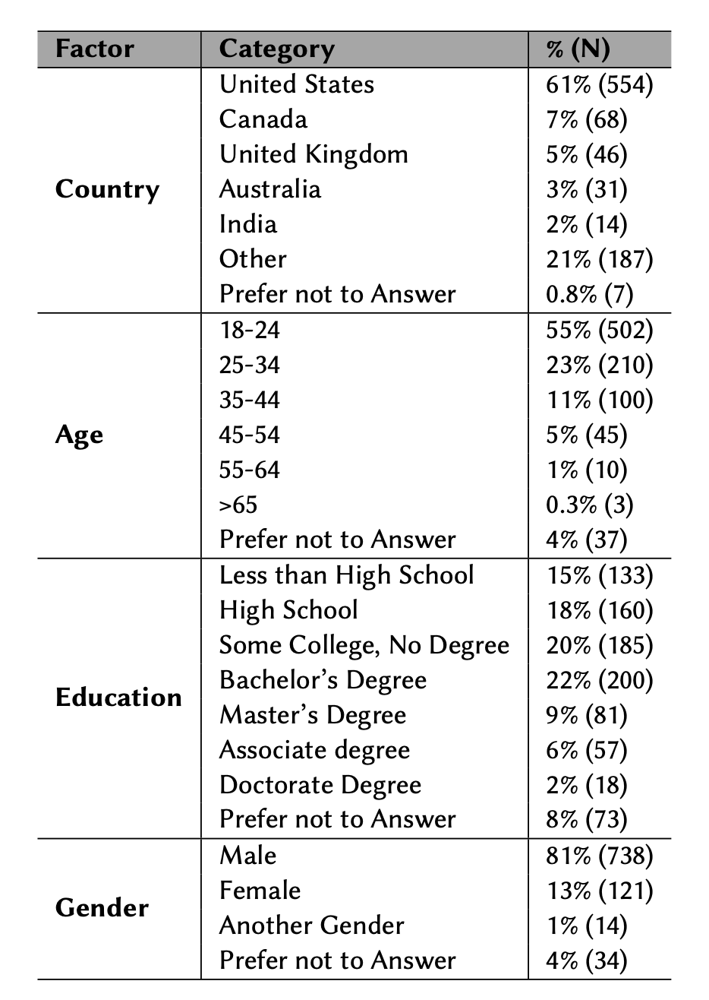 Factor Category % (N)
United States 61% (554)
Canada 7% (68)
United Kingdom 5% (46)
Country Australia 3% (31)
India 2% (14)
Other 21% (187)
Prefer not to Answer 0.8% (7)
18-24 55% (502)
25-34 23% (210)
35-44 11% (100)
Age 45-54 5% (45)
55-64 1% (10)
>65 0.3% (3)
Prefer not to Answer 4% (37)
Less than High School 15% (133)
High School 18% (160)
Some College, No Degree 20% (185)
Bachelor’s Degree 22% (200)
Education
Master’s Degree 9% (81)
Associate degree 6% (57)
Doctorate Degree 2% (18)
Prefer not to Answer 8% (73)
Male 81% (738)
Female 13% (121)
Gender
Another Gender 1% (14)
Prefer not to Answer 4% (34)